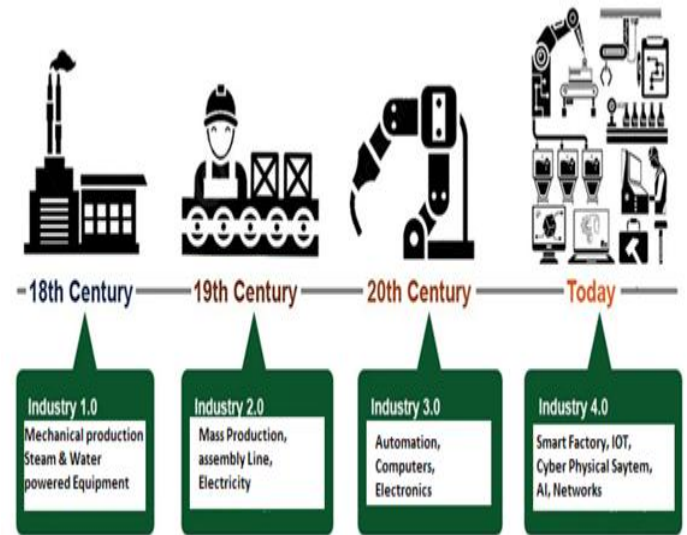 18th Century
19th Century
20th Century
Today
Industry 1.0
Mechanical production
Steam & Water
powered Equipment
Industry 2.0
Mass Production,
assembly Line,
Electricity
Industry 3.0
Automation,
Computers,
Electronics
Industry 4.0
Smart Factory, IOT,
Cyber Physical Saytem,
AI, Networks